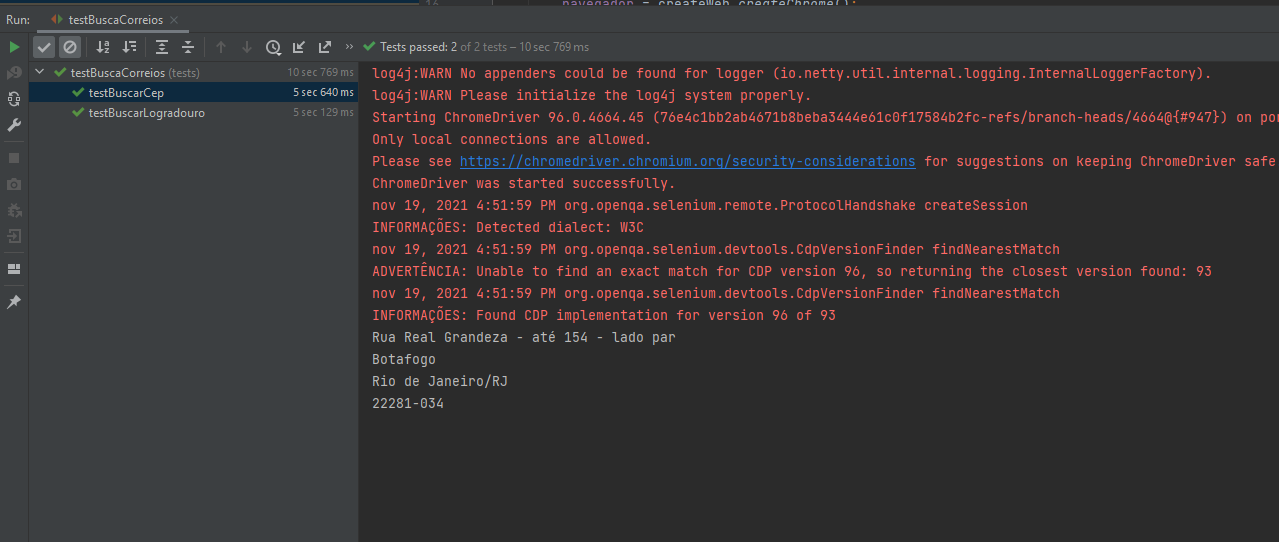 16 navegador = createWeb.createChrome();
Run: testBuscaCorreios
Tests passed: 2 of 2 tests – 10 sec 769 ms
testBuscaCorreios (tests) 10 sec 769 ms
testBuscarCep 5 sec 640 ms
testBuscarLogradouro 5 sec 129 ms
log4j:WARN No appenders could be found for logger (io.netty.util.internal.logging.InternalLoggerFactory).
log4j:WARN Please initialize the log4j system properly.
Starting ChromeDriver 96.0.4664.45 (76e4c1bb2ab4671b8beba3444e61c0f17584b2fc-refs/branch-heads/4664@{#947}) on por
Only local connections are allowed.
Please see https://chromedriver.chromium.org/security-considerations for suggestions on keeping ChromeDriver safe
ChromeDriver was started successfully.
nov 19, 2021 4:51:59 PM org.openqa.selenium.remote.ProtocolHandshake createSession
INFORMAÇÕES: Detected dialect: W3C
nov 19, 2021 4:51:59 PM org.openqa.selenium.devtools.CdpVersionFinder findNearestMatch
ADVERTÊNCIA: Unable to find an exact match for CDP version 96, so returning the closest version found: 93
nov 19, 2021 4:51:59 PM org.openqa.selenium.devtools.CdpVersionFinder findNearestMatch
INFORMAÇÕES: Found CDP implementation for version 96 of 93
Rua Real Grandeza - até 154 - lado par
Botafogo
Rio de Janeiro/RJ
22281-034